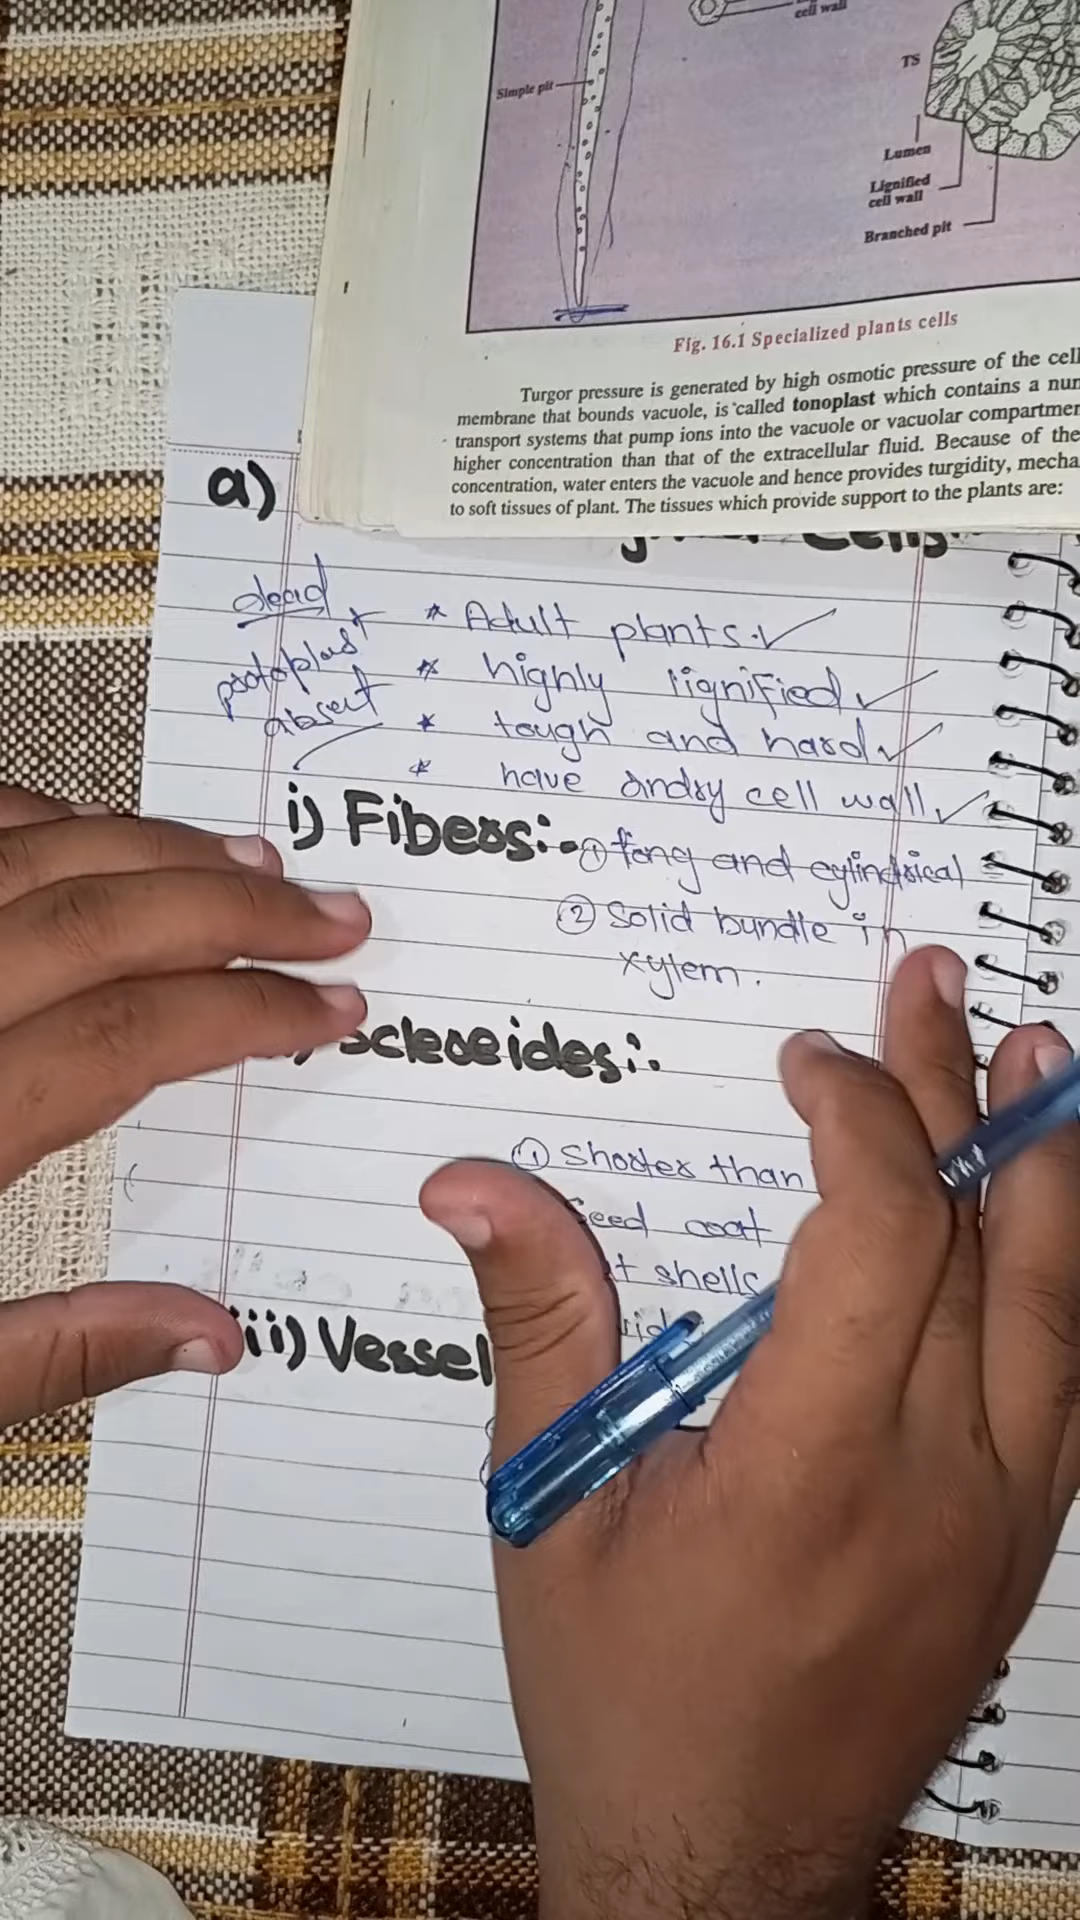 cell wall
Simple pit
TS
Lumen
Lignified
cell wall
Branched pit
Fig. 16.1 Specialized plants cells
Turgor pressure is generated by high osmotic pressure of the cell
membrane that bounds vacuole, is called tonoplast which contains a num
transport systems that pump ions into the vacuole or vacuolar compartmen
higher concentration than that of the extracellular fluid. Because of the
concentration, water enters the vacuole and hence provides turgidity, mecha
to soft tissues of plant. The tissues which provide support to the plants are:
a)
Cells
dead
* Adult plants.
protoplast
* highly lignified
absent
* tough and hard
* have andry cell wall
i) Fibers:- ① long and cylindrical
② Solid bundle in
xylem.
Sclereides:-
① Shorter than
Seed coat
t shells
iii) Vessel